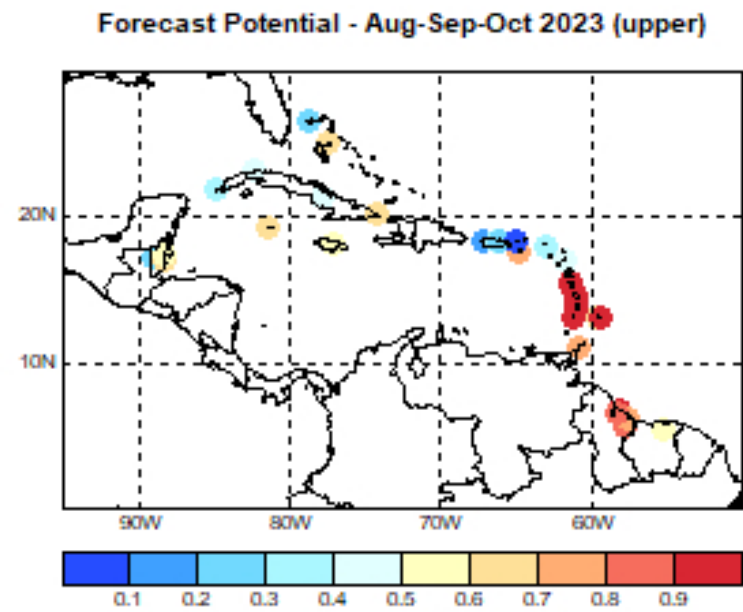 Forecast Potential - Aug-Sep-Oct 2023 (upper)
20N
10N
90W 80W 70W 60W
0.1 0.2 0.3 0.4 0.5 0.6 0.7 0.8 0.9